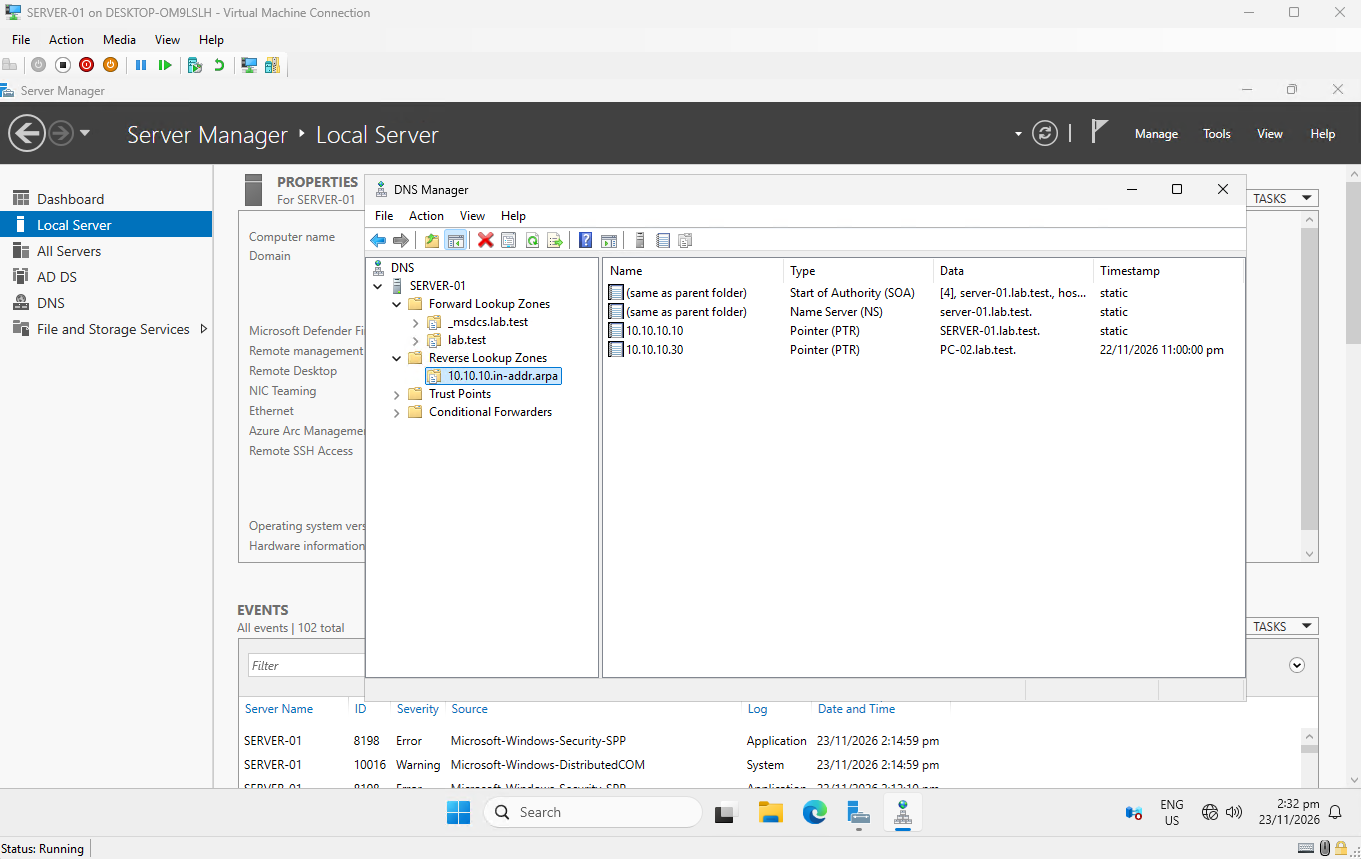 SERVER-01 on DESKTOP-OM9LSLH - Virtual Machine Connection
File Action Media View Help
Server Manager
Server Manager ‣ Local Server
Manage Tools View Help
Dashboard
Local Server
All Servers
AD DS
DNS
File and Storage Services
PROPERTIES
For SERVER-01
TASKS
Computer name
Domain
Microsoft Defender Fi
Remote management
Remote Desktop
NIC Teaming
Ethernet
Azure Arc Manageme
Remote SSH Access
Operating system vers
Hardware information
DNS Manager
File Action View Help
DNS
SERVER-01
Forward Lookup Zones
_msdcs.lab.test
lab.test
Reverse Lookup Zones
10.10.10.in-addr.arpa
Trust Points
Conditional Forwarders
Name Type Data Timestamp
(same as parent folder) Start of Authority (SOA) [4], server-01.lab.test., hos... static
(same as parent folder) Name Server (NS) server-01.lab.test. static
10.10.10.10 Pointer (PTR) SERVER-01.lab.test. static
10.10.10.30 Pointer (PTR) PC-02.lab.test. 22/11/2026 11:00:00 pm
EVENTS
All events | 102 total
TASKS
Filter
Server Name ID Severity Source Log Date and Time
SERVER-01 8198 Error Microsoft-Windows-Security-SPP Application 23/11/2026 2:14:59 pm
SERVER-01 10016 Warning Microsoft-Windows-DistributedCOM System 23/11/2026 2:14:59 pm
SERVER-01 8198 Error Microsoft-Windows-Security-SPP Application
Search
ENG
US
2:32 pm
23/11/2026
Status: Running